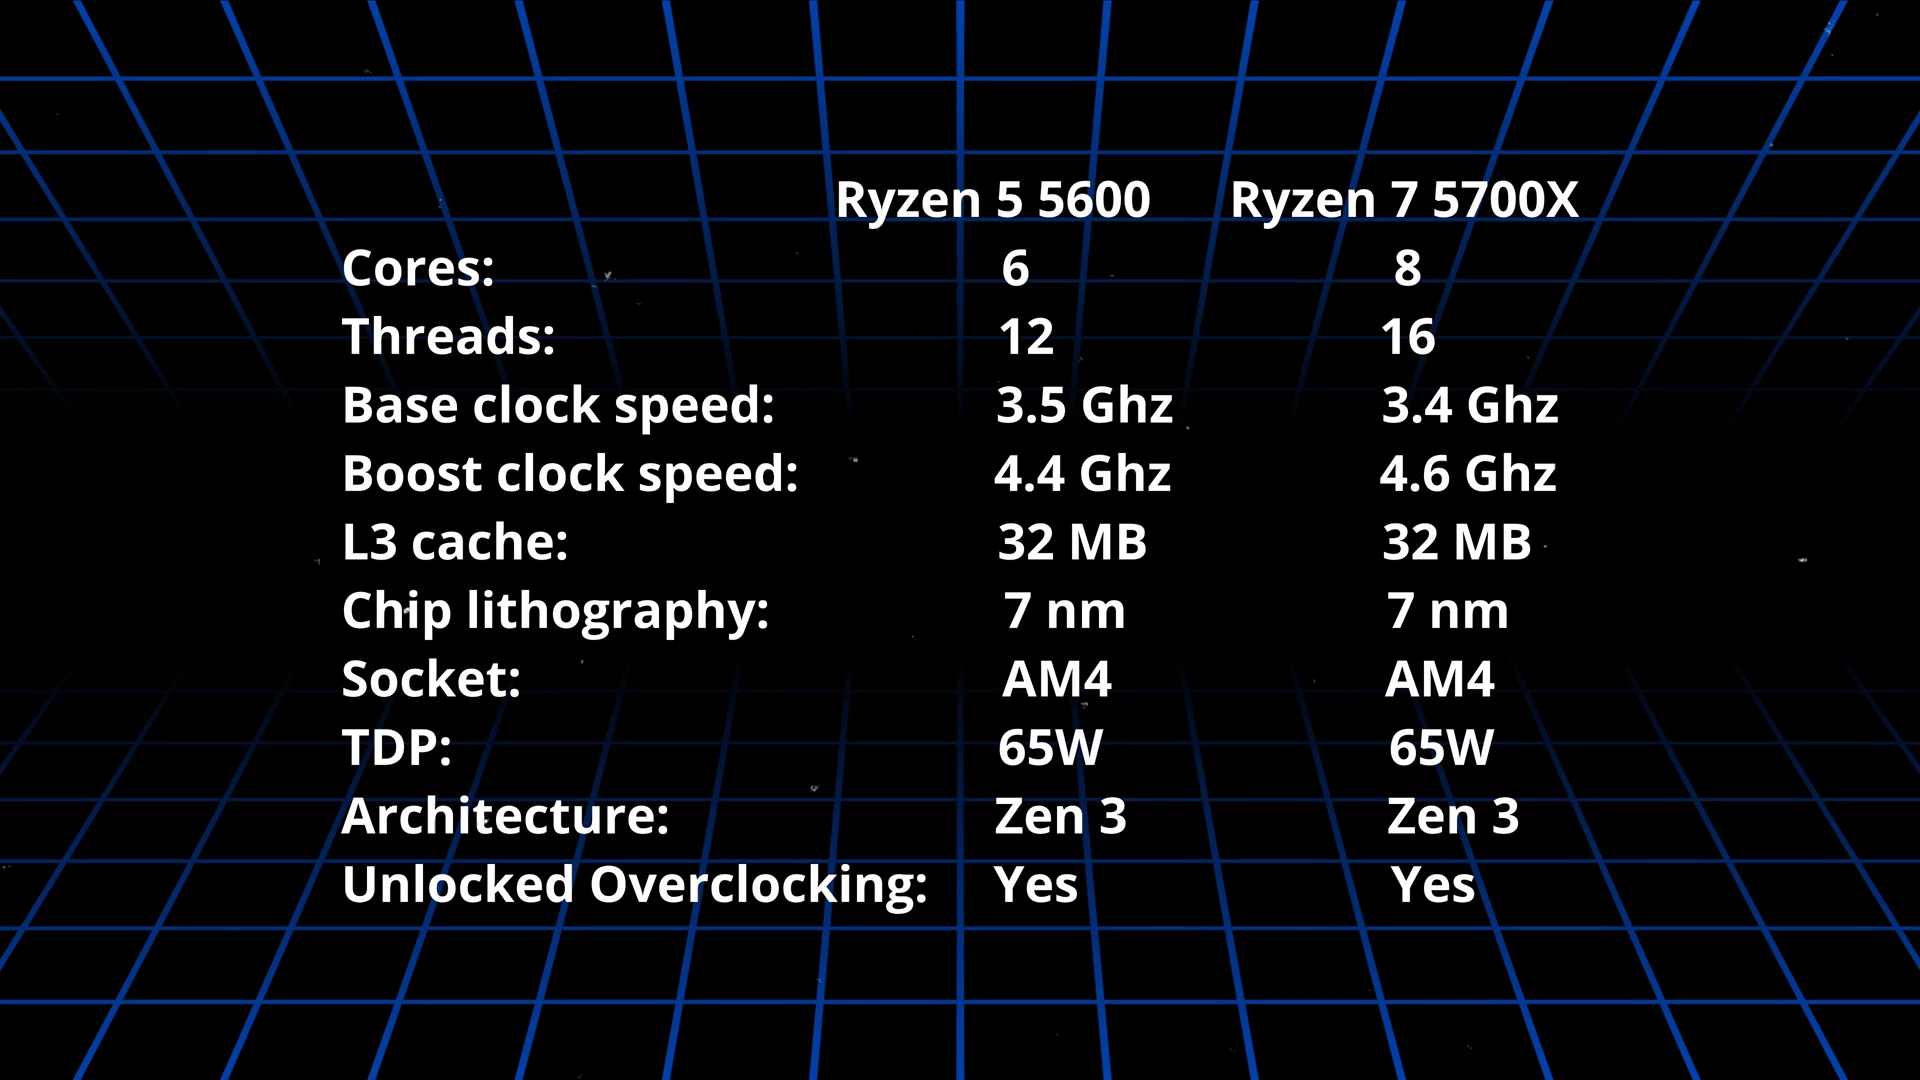 Ryzen 5 5600 Ryzen 7 5700X
Cores: 6 8
Threads: 12 16
Base clock speed: 3.5 Ghz 3.4 Ghz
Boost clock speed: 4.4 Ghz 4.6 Ghz
L3 cache: 32 MB 32 MB
Chip lithography: 7 nm 7 nm
Socket: AM4 AM4
TDP: 65W 65W
Architecture: Zen 3 Zen 3
Unlocked Overclocking: Yes Yes